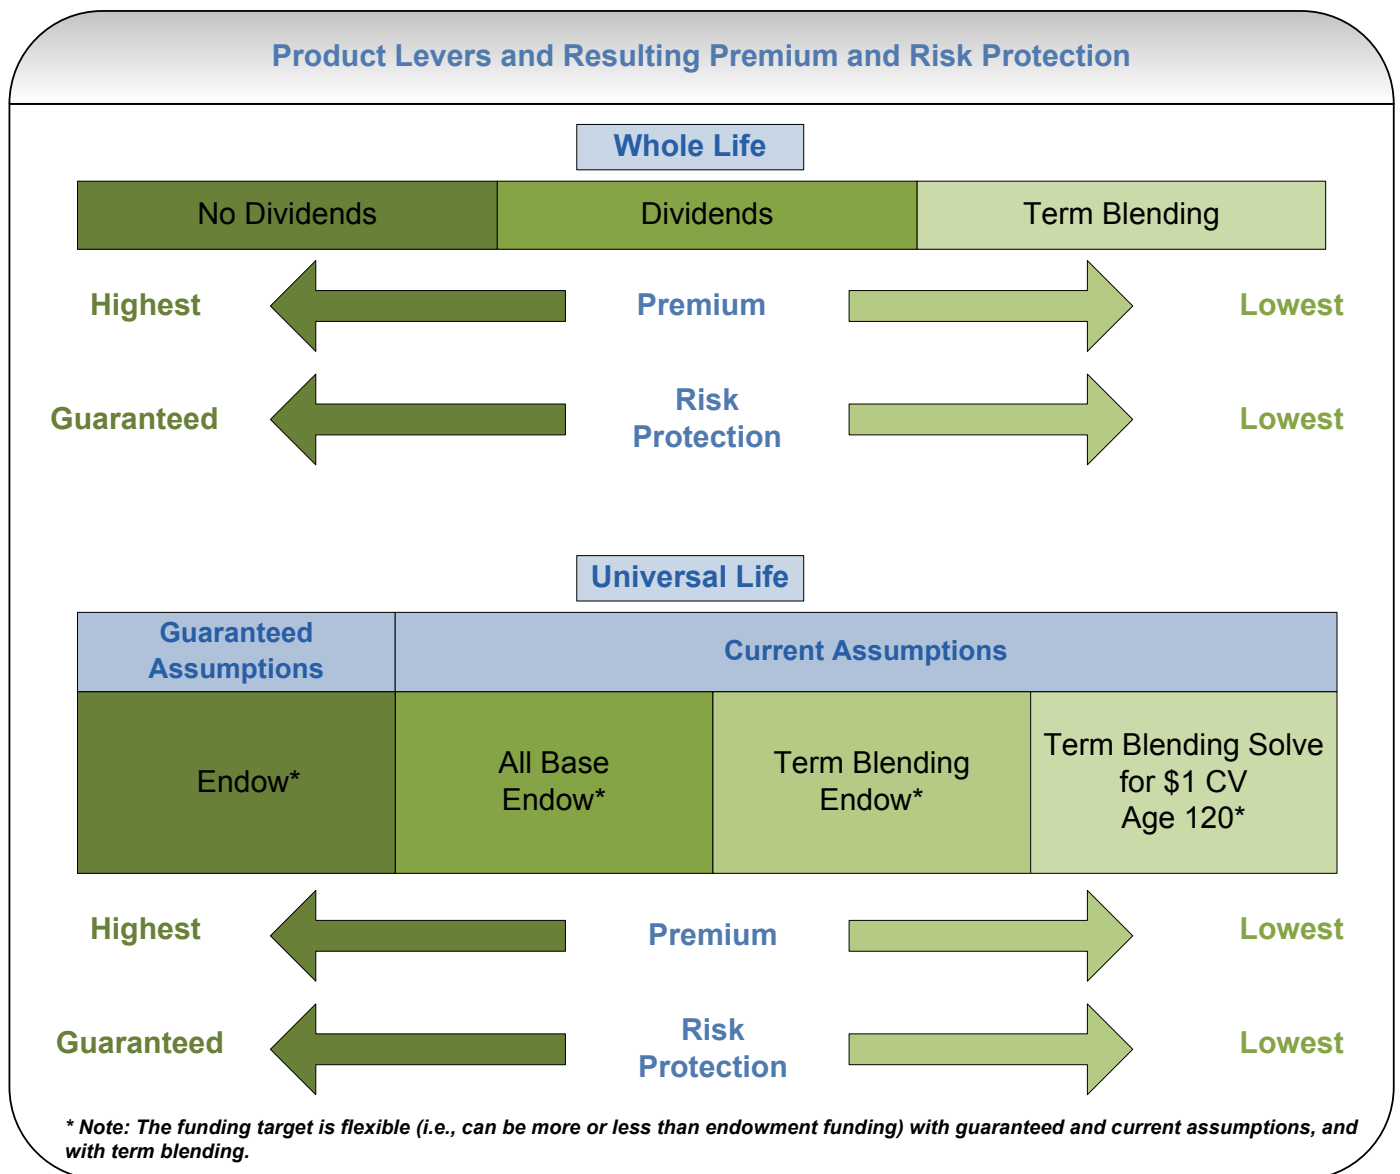 Product Levers and Resulting Premium and Risk Protection
Whole Life
No Dividends
Dividends
Term Blending
Highest
Premium
Lowest
Guaranteed
Risk
Protection
Lowest
Universal Life
Guaranteed
Assumptions
Current Assumptions
Endow*
All Base
Endow*
Term Blending
Endow*
Term Blending Solve
for $1 CV
Age 120*
Highest
Premium
Lowest
Guaranteed
Risk
Protection
Lowest
* Note: The funding target is flexible (i.e., can be more or less than endowment funding) with guaranteed and current assumptions, and
with term blending.